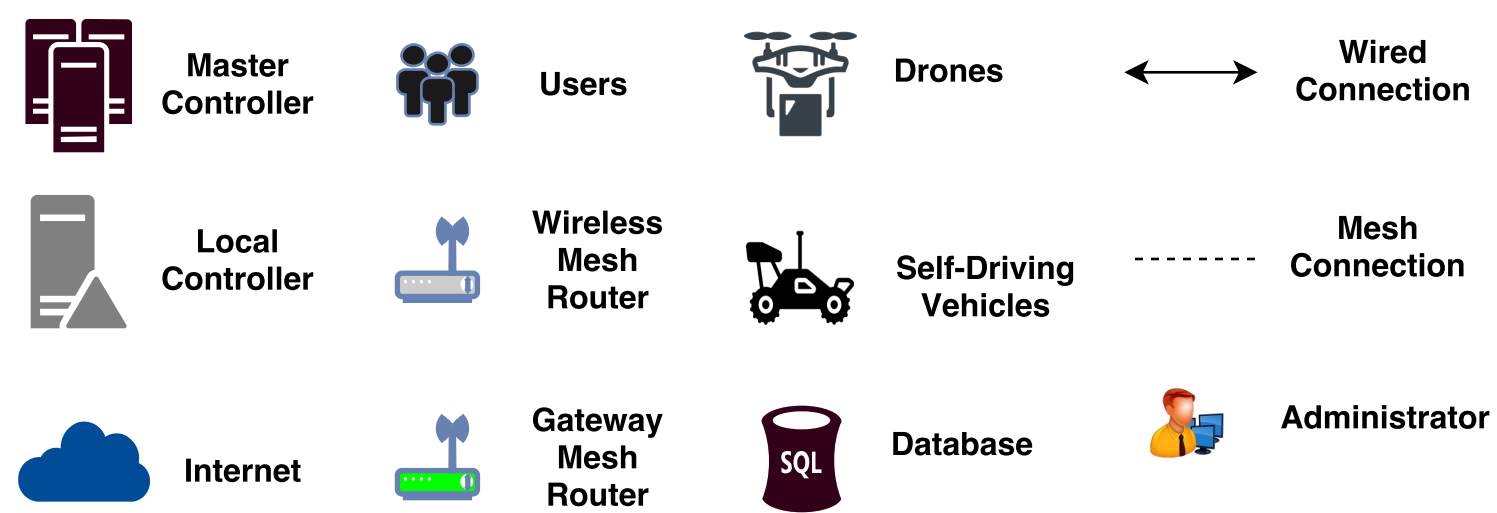 Master
Controller
Users
Drones
Wired
Connection
Local
Controller
Wireless
Mesh
Router
Self-Driving
Vehicles
Mesh
Connection
Internet
Gateway
Mesh
Router
SQL
Database
Administrator